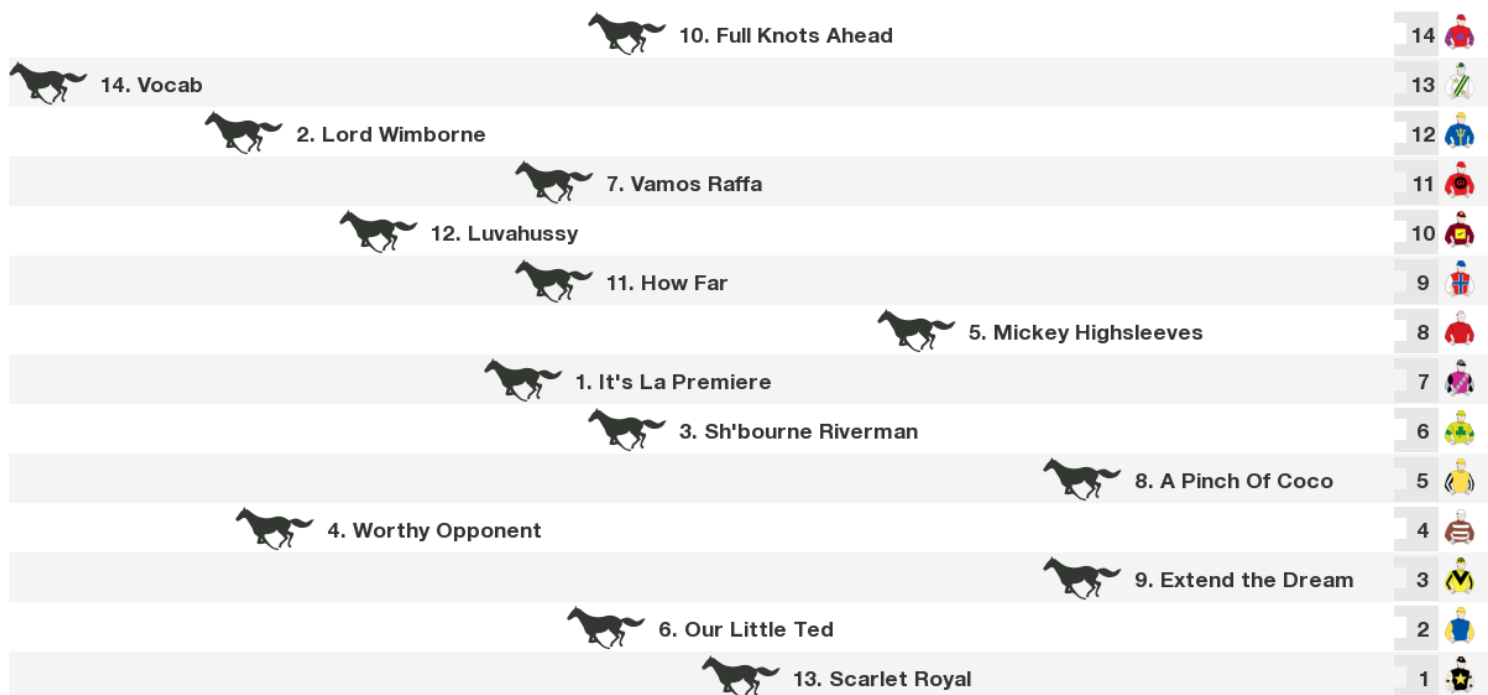 10. Full Knots Ahead 14
14. Vocab 13
2. Lord Wimborne 12
7. Vamos Raffa 11
12. Luvahussy 10
11. How Far 9
5. Mickey Highsleeves 8
1. It's La Premiere 7
3. Sh'bourne Riverman 6
8. A Pinch Of Coco 5
4. Worthy Opponent 4
9. Extend the Dream 3
6. Our Little Ted 2
13. Scarlet Royal 1